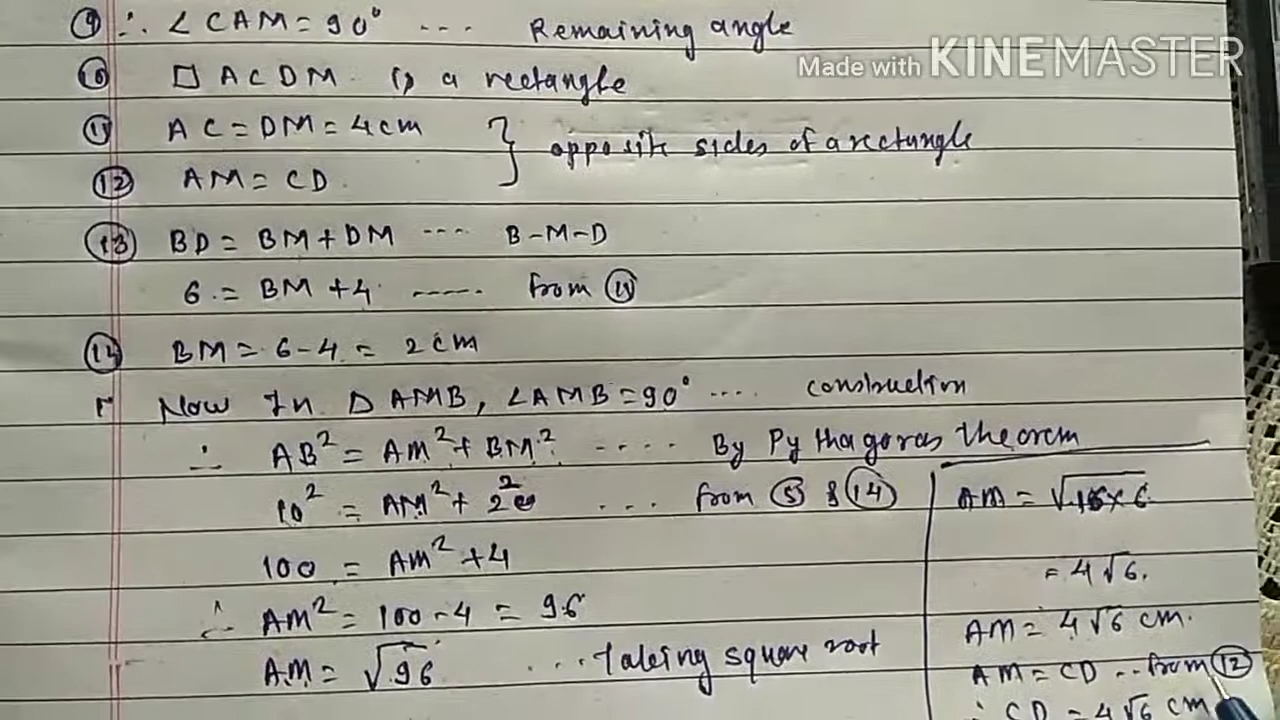 Made with KINEMASTER
⑨ ∴ ∠CAM = 90° .... Remaining angle
⑩ □ ACDM is a rectangle
⑪ AC = DM = 4cm } opposite sides of a rectangle
⑫ AM = CD
⑬ BD = BM + DM .... B-M-D
6 = BM + 4 ...... from ⑪
⑭ BM = 6 - 4 = 2 cm
Now In Δ AMB, ∠AMB = 90° .... construction
∴ AB² = AM² + BM² ..... By Pythagoras theorem
10² = AM² + 2² ... from ⑤ & ⑭
100 = AM² + 4
∴ AM² = 100 - 4 = 96
AM = √96 ... taking square root
AM = √16×6
= 4√6.
AM = 4√6 cm.
AM = CD .. from ⑫
∴ CD = 4√6 cm